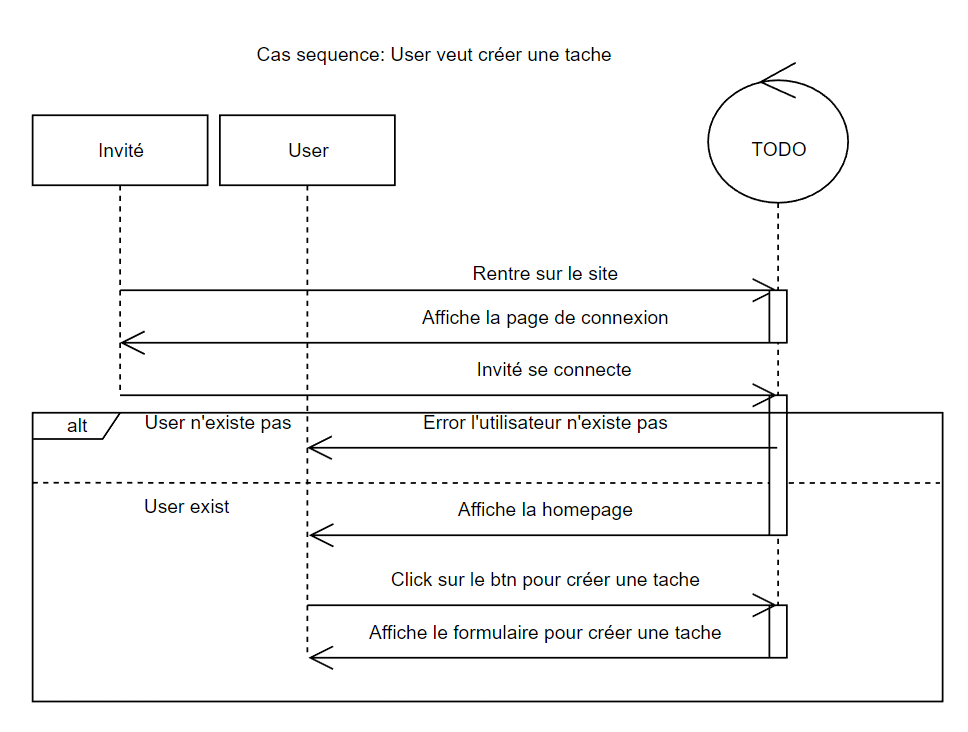 Cas sequence: User veut créer une tache
Invité
User
TODO
Rentre sur le site
Affiche la page de connexion
Invité se connecte
alt
User n'existe pas
Error l'utilisateur n'existe pas
User exist
Affiche la homepage
Click sur le btn pour créer une tache
Affiche le formulaire pour créer une tache